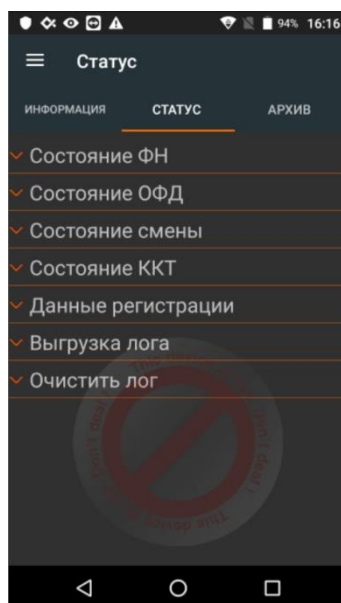 94% 16:16
Статус
ИНФОРМАЦИЯ СТАТУС АРХИВ
Состояние ФН
Состояние ОФД
Состояние смены
Состояние ККТ
Данные регистрации
Выгрузка лога
Очистить лог